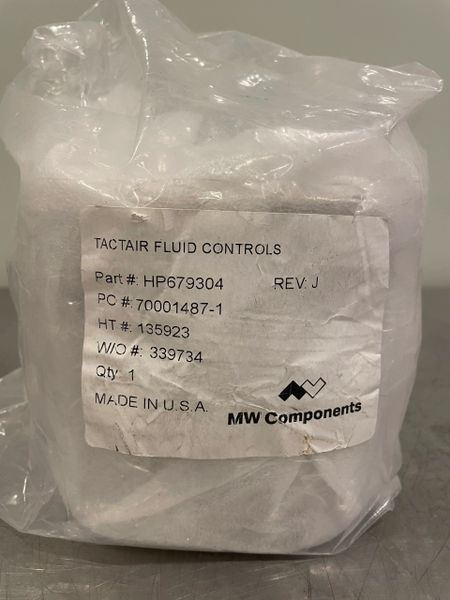 TACTAIR FLUID CONTROLS
Part #: HP679304 REV: J
PC #: 70001487-1
HT #: 135923
W/O #: 339734
Qty: 1
MADE IN U.S.A.
MW Components